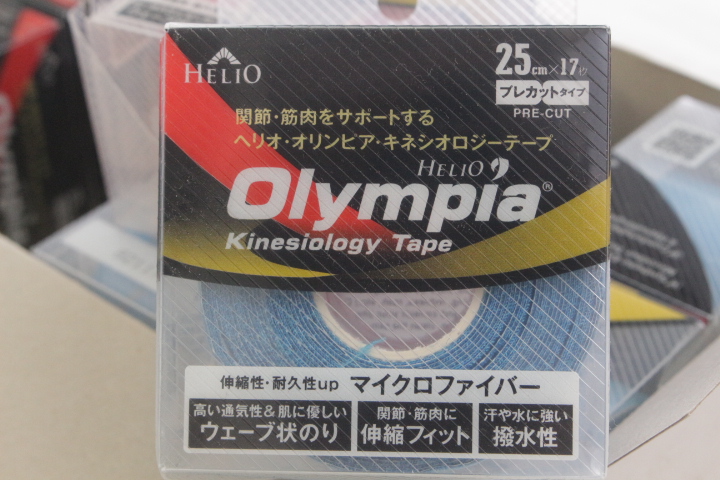 HELIO
25cm×17枚
プレカットタイプ
PRE-CUT
関節・筋肉をサポートする
ヘリオ・オリンピア・キネシオロジーテープ
HELIO
Olympia®
Kinesiology Tape
伸縮性・耐久性up マイクロファイバー
高い通気性&肌に優しい
ウェーブ状のり
関節・筋肉に
伸縮フィット
汗や水に強い
撥水性